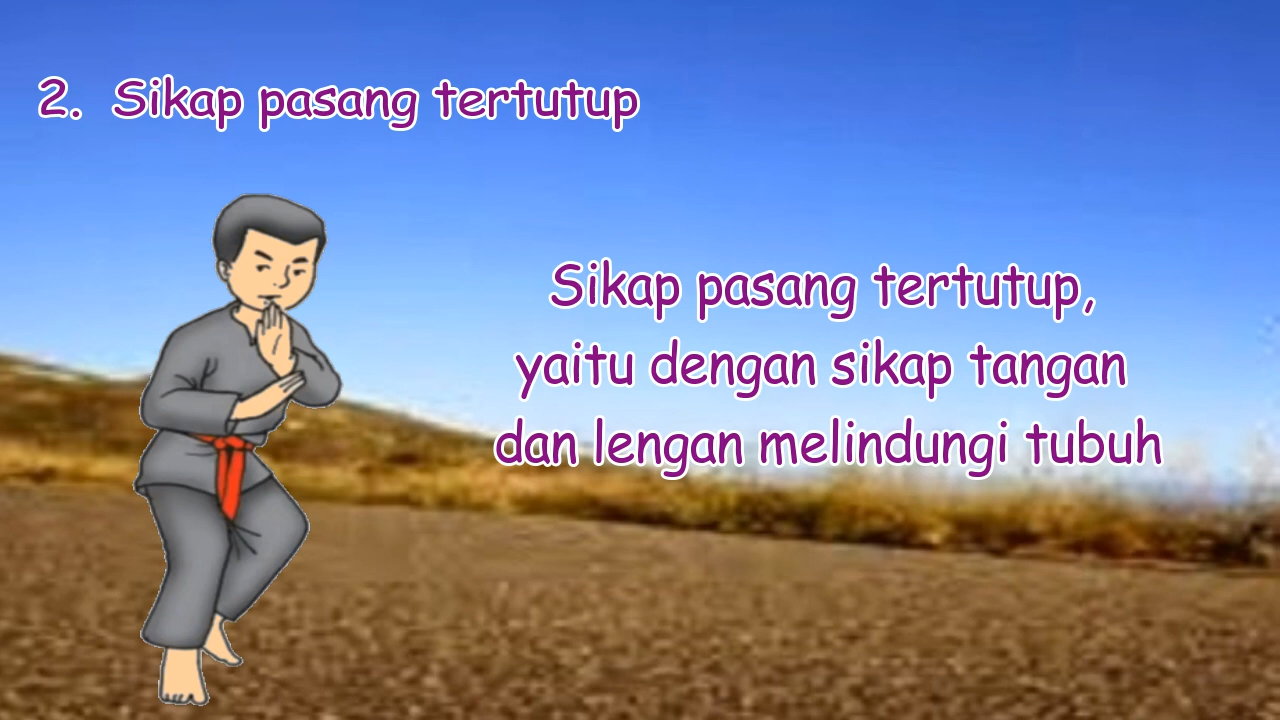 2. Sikap pasang tertutup
Sikap pasang tertutup,
yaitu dengan sikap tangan
dan lengan melindungi tubuh